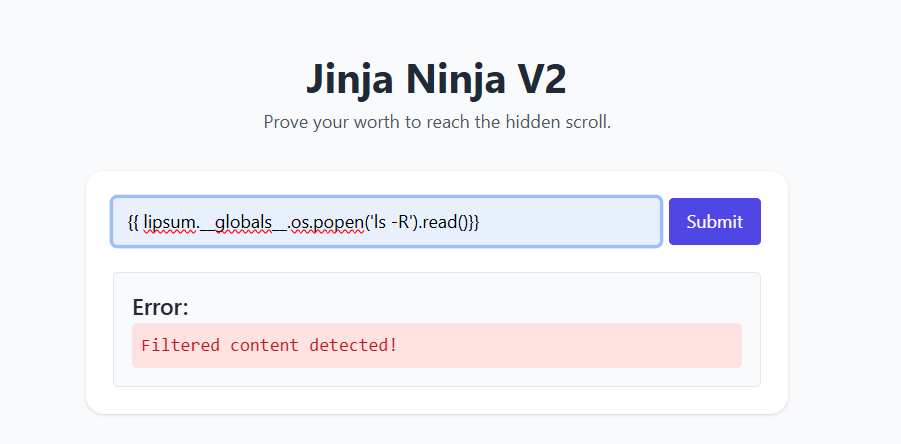 Jinja Ninja V2
Prove your worth to reach the hidden scroll.
{{ lipsum.__globals__.os.popen('ls -R').read()}}
Submit
Error:
Filtered content detected!